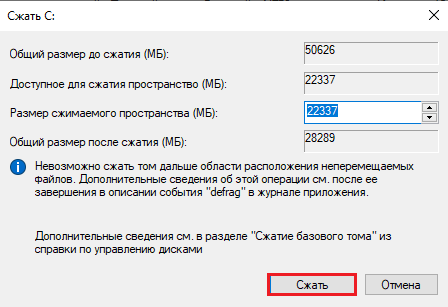 Сжать C:
Общий размер до сжатия (МБ):
50626
Доступное для сжатия пространство (МБ):
22337
Размер сжимаемого пространства (МБ):
22337
Общий размер после сжатия (МБ):
28289
Невозможно сжать том дальше области расположения неперемещаемых
файлов. Дополнительные сведения об этой операции см. после ее
завершения в описании события "defrag" в журнале приложения.
Дополнительные сведения см. в разделе "Сжатие базового тома" из
справки по управлению дисками
Сжать
Отмена